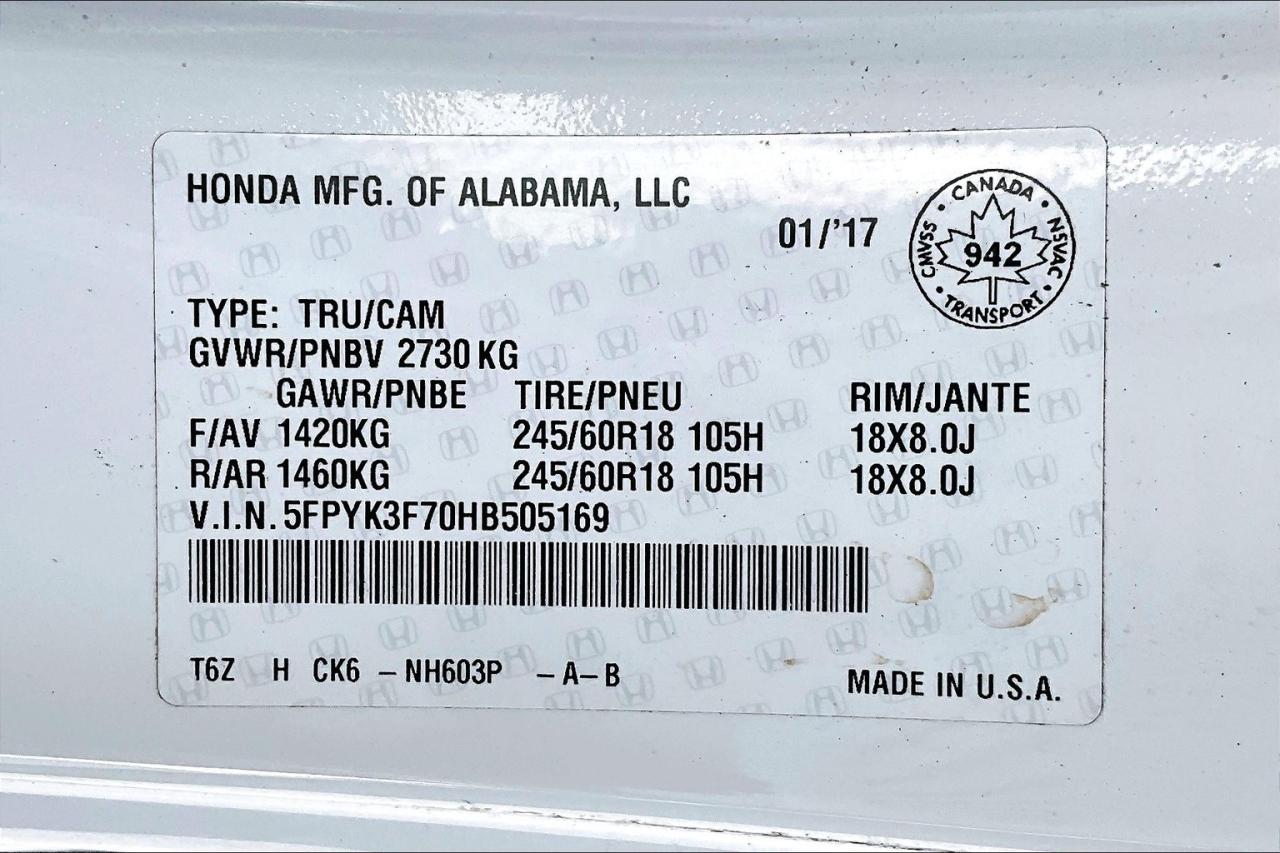 HONDA MFG. OF ALABAMA, LLC
01/'17
CANADA
CMVSS
942
NSVAC
TRANSPORT
TYPE: TRU/CAM
GVWR/PNBV 2730 KG
GAWR/PNBE TIRE/PNEU RIM/JANTE
F/AV 1420KG 245/60R18 105H 18X8.0J
R/AR 1460KG 245/60R18 105H 18X8.0J
V.I.N. 5FPYK3F70HB505169
T6Z H CK6 – NH603P – A – B
MADE IN U.S.A.